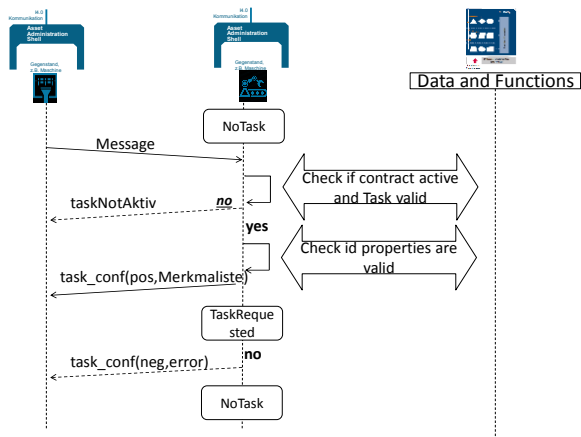 I4.0
Kommunikation
Asset
Administration
Shell
Gegenstand,
z.B. Maschine
I4.0
Kommunikation
Asset
Administration
Shell
Gegenstand,
z.B. Maschine
Data and Functions
NoTask
Message
Check if contract active
and Task valid
taskNotAktiv
no
yes
Check id properties are
valid
task_conf(pos,Merkmaliste)
TaskReque
sted
no
task_conf(neg,error)
NoTask